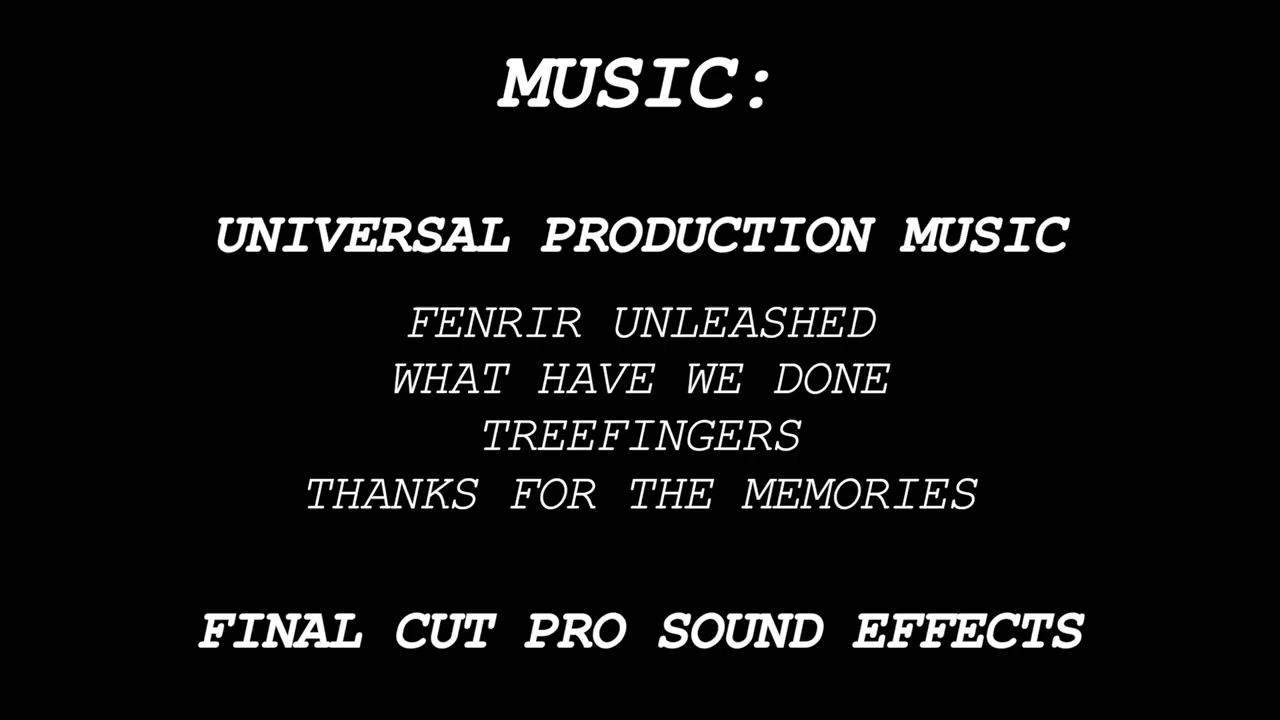 MUSIC:
UNIVERSAL PRODUCTION MUSIC
FENRIR UNLEASHED
WHAT HAVE WE DONE
TREEFINGERS
THANKS FOR THE MEMORIES
FINAL CUT PRO SOUND EFFECTS